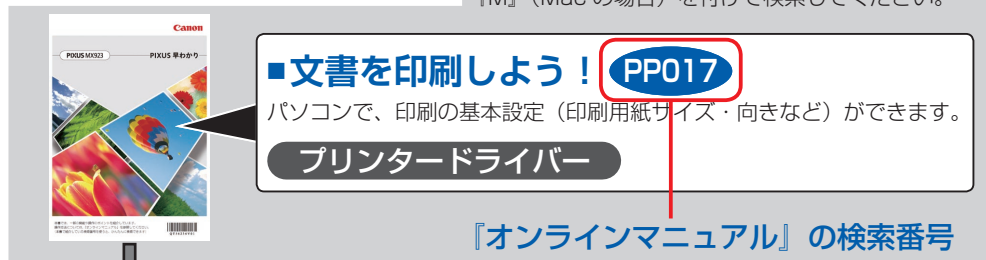 『M』（Mac の場合）を付けて検索してください。
Canon
PIXUS MX923
PIXUS 早わかり
■文書を印刷しよう！ PP017
パソコンで、印刷の基本設定（印刷用紙サイズ・向きなど）ができます。
プリンタードライバー
『オンラインマニュアル』の検索番号